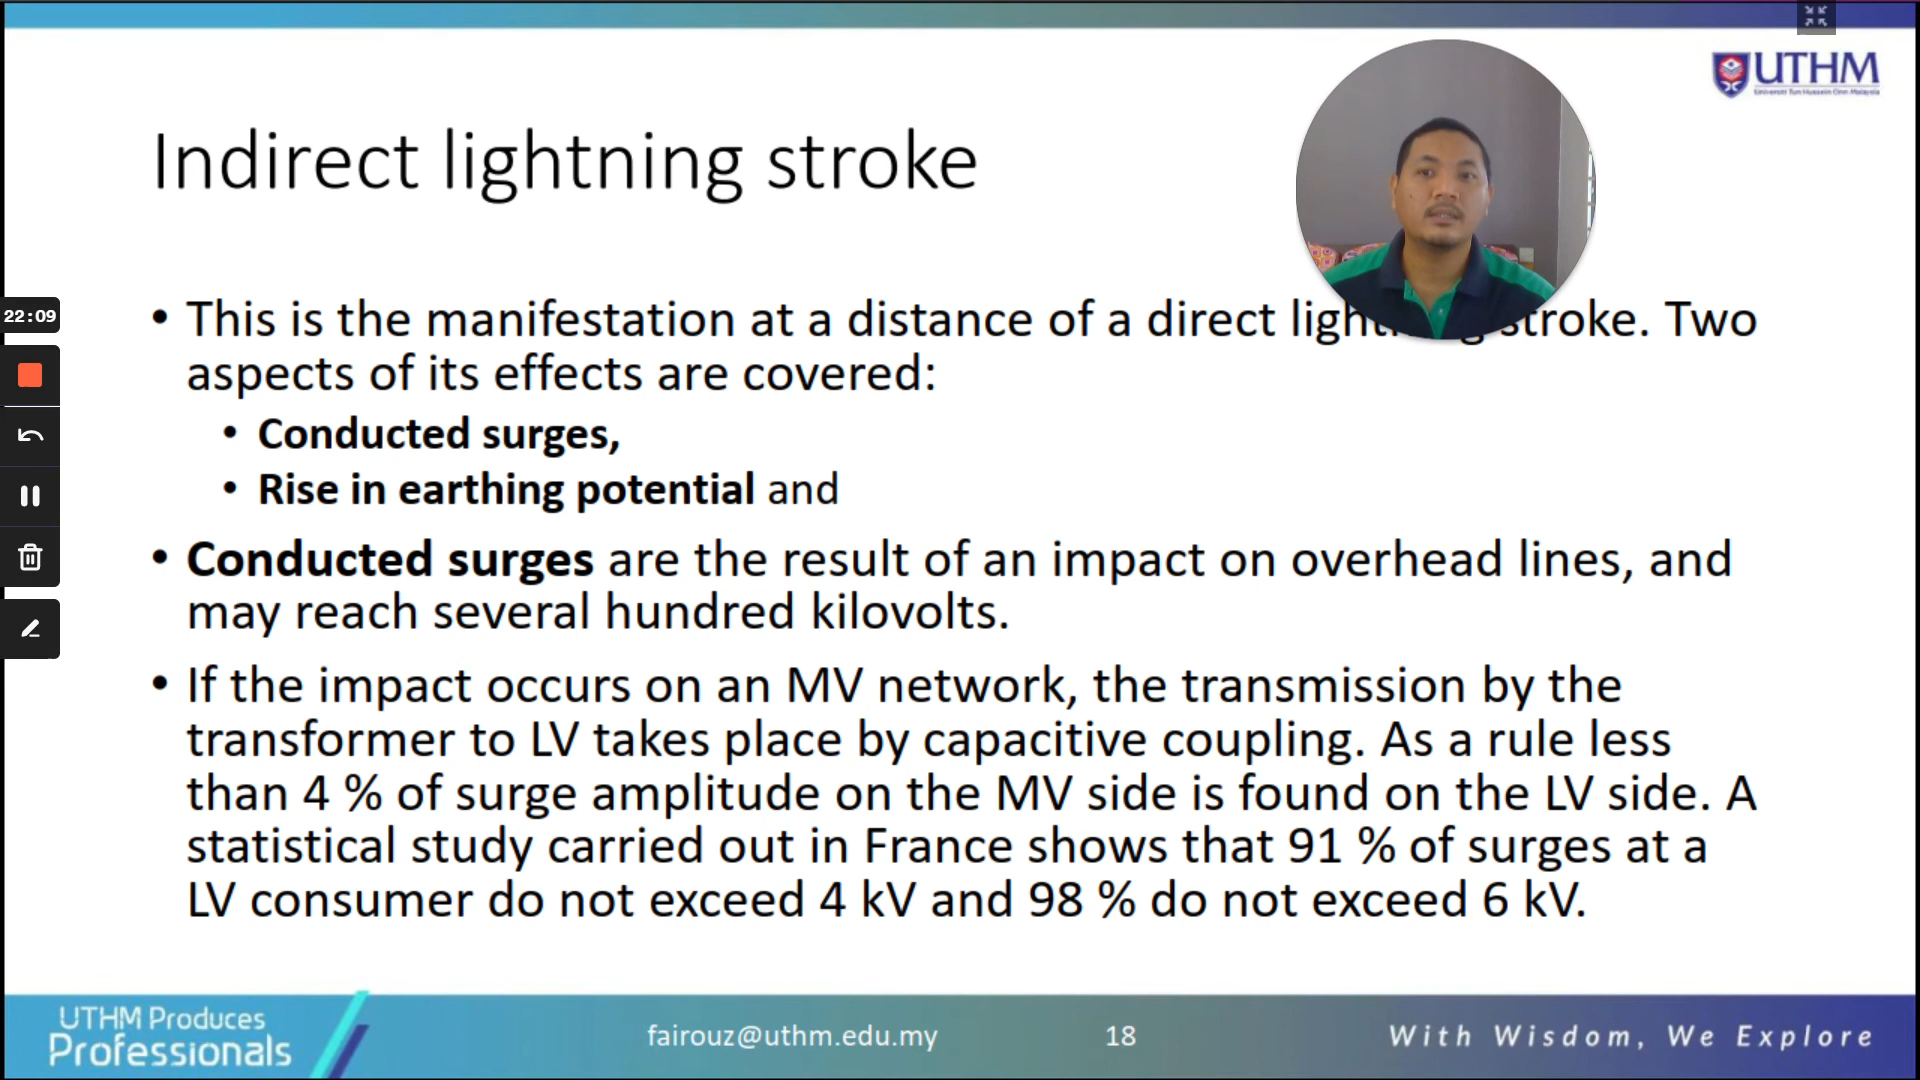 UTHM
Universiti Tun Hussein Onn Malaysia
Indirect lightning stroke
22:09
• This is the manifestation at a distance of a direct stroke. Two
aspects of its effects are covered:
• Conducted surges,
• Rise in earthing potential and
• Conducted surges are the result of an impact on overhead lines, and
may reach several hundred kilovolts.
• If the impact occurs on an MV network, the transmission by the
transformer to LV takes place by capacitive coupling. As a rule less
than 4 % of surge amplitude on the MV side is found on the LV side. A
statistical study carried out in France shows that 91 % of surges at a
LV consumer do not exceed 4 kV and 98 % do not exceed 6 kV.
UTHM Produces
Professionals
fairouz@uthm.edu.my
18
With Wisdom, We Explore